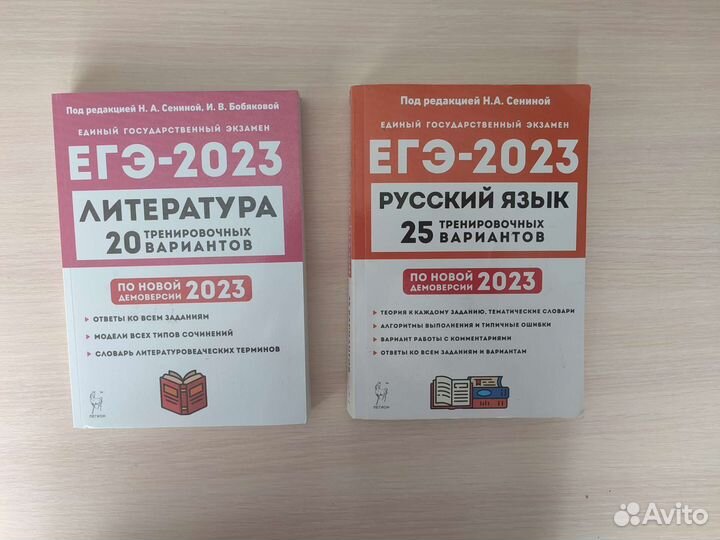 Под редакцией Н. А. Сениной, И. В. Бобяковой
ЕДИНЫЙ ГОСУДАРСТВЕННЫЙ ЭКЗАМЕН
ЕГЭ-2023
ЛИТЕРАТУРА
20 ТРЕНИРОВОЧНЫХ
ВАРИАНТОВ
ПО НОВОЙ
ДЕМОВЕРСИИ 2023
ОТВЕТЫ КО ВСЕМ ЗАДАНИЯМ
МОДЕЛИ ВСЕХ ТИПОВ СОЧИНЕНИЙ
СЛОВАРЬ ЛИТЕРАТУРОВЕДЧЕСКИХ ТЕРМИНОВ
ЛЕГИОН
Под редакцией Н.А. Сениной
ЕДИНЫЙ ГОСУДАРСТВЕННЫЙ ЭКЗАМЕН
ЕГЭ-2023
РУССКИЙ ЯЗЫК
25 ТРЕНИРОВОЧНЫХ
ВАРИАНТОВ
ПО НОВОЙ
ДЕМОВЕРСИИ 2023
ТЕОРИЯ К КАЖДОМУ ЗАДАНИЮ, ТЕМАТИЧЕСКИЕ СЛОВАРИ
АЛГОРИТМЫ ВЫПОЛНЕНИЯ И ТИПИЧНЫЕ ОШИБКИ
ВАРИАНТ РАБОТЫ С КОММЕНТАРИЯМИ
ОТВЕТЫ КО ВСЕМ ЗАДАНИЯМ И ВАРИАНТАМ
ЛЕГИОН
Avito